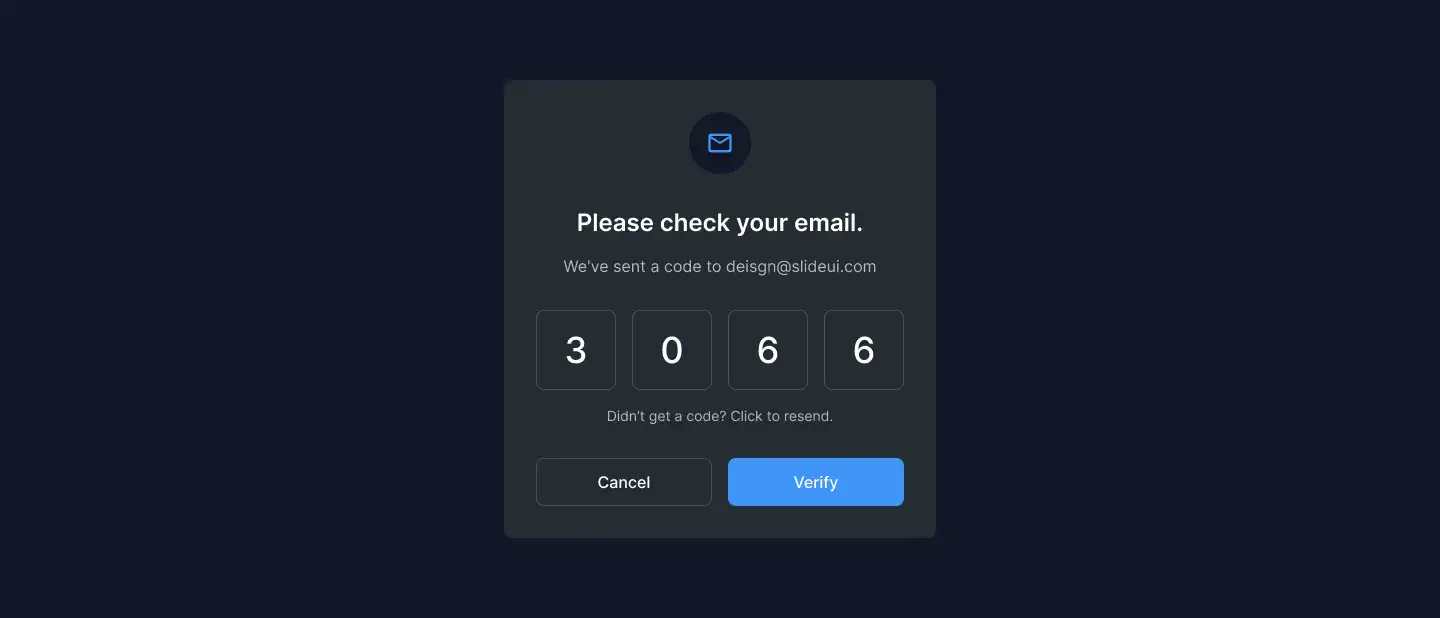 Please check your email.
We've sent a code to deisgn@slideui.com
3 0 6 6
Didn’t get a code? Click to resend.
Cancel Verify